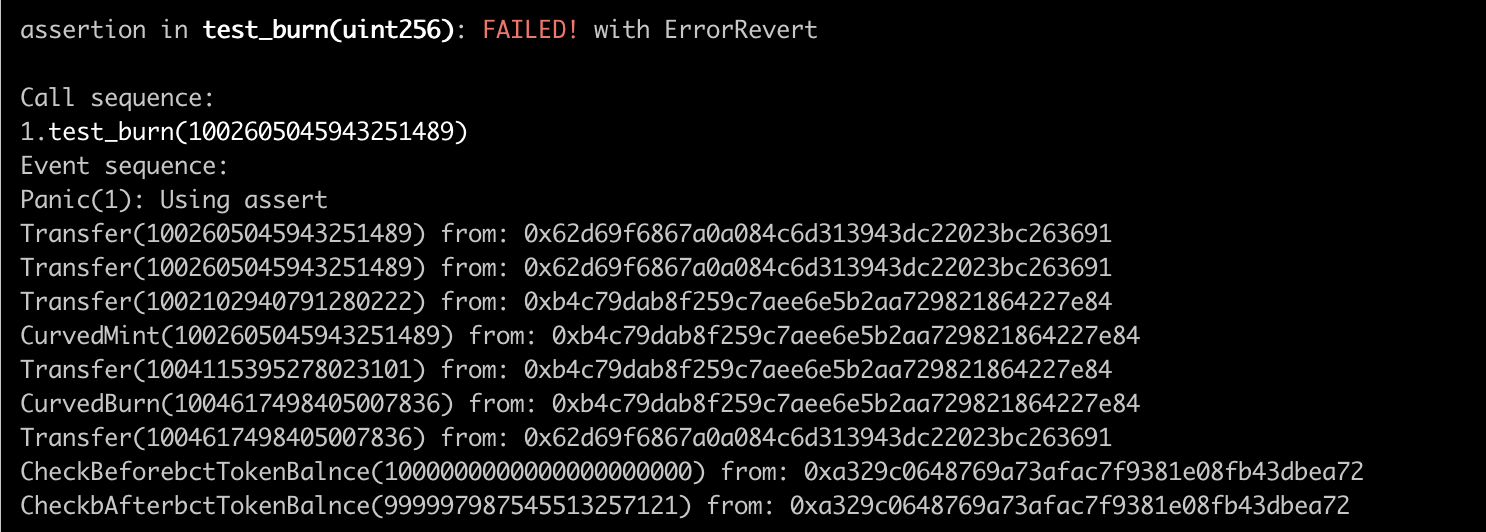 assertion in test_burn(uint256): FAILED! with ErrorRevert
Call sequence:
1.test_burn(1002605045943251489)
Event sequence:
Panic(1): Using assert
Transfer(1002605045943251489) from: 0x62d69f6867a0a084c6d313943dc22023bc263691
Transfer(1002605045943251489) from: 0x62d69f6867a0a084c6d313943dc22023bc263691
Transfer(1002102940791280222) from: 0xb4c79dab8f259c7aee6e5b2aa729821864227e84
CurvedMint(1002605045943251489) from: 0xb4c79dab8f259c7aee6e5b2aa729821864227e84
Transfer(1004115395278023101) from: 0xb4c79dab8f259c7aee6e5b2aa729821864227e84
CurvedBurn(1004617498405007836) from: 0xb4c79dab8f259c7aee6e5b2aa729821864227e84
Transfer(1004617498405007836) from: 0x62d69f6867a0a084c6d313943dc22023bc263691
CheckBeforebctTokenBalnce(1000000000000000000000) from: 0xa329c0648769a73afac7f9381e08fb43dbea72
CheckbAfterbctTokenBalnce(999997987545513257121) from: 0xa329c0648769a73afac7f9381e08fb43dbea72